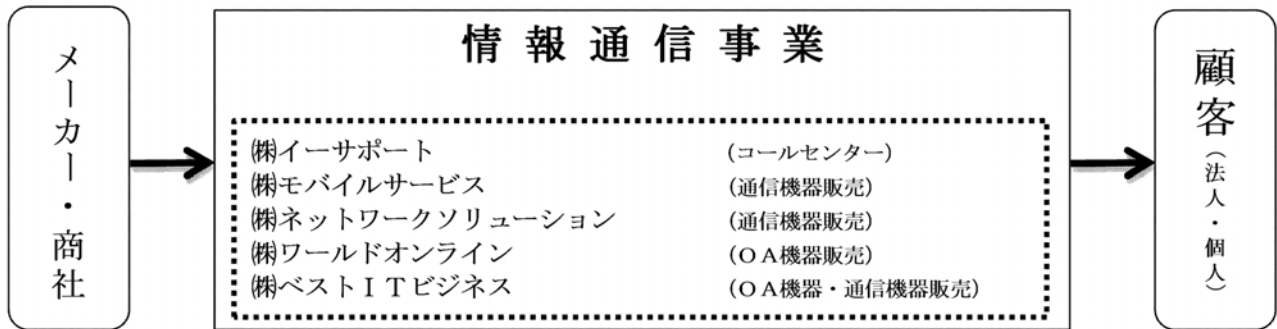 メーカー・商社
情報通信事業
㈱イーサポート (コールセンター)
㈱モバイルサービス (通信機器販売)
㈱ネットワークソリューション (通信機器販売)
㈱ワールドオンライン (ＯＡ機器販売)
㈱ベストＩＴビジネス (ＯＡ機器・通信機器販売)
顧客(法人・個人)